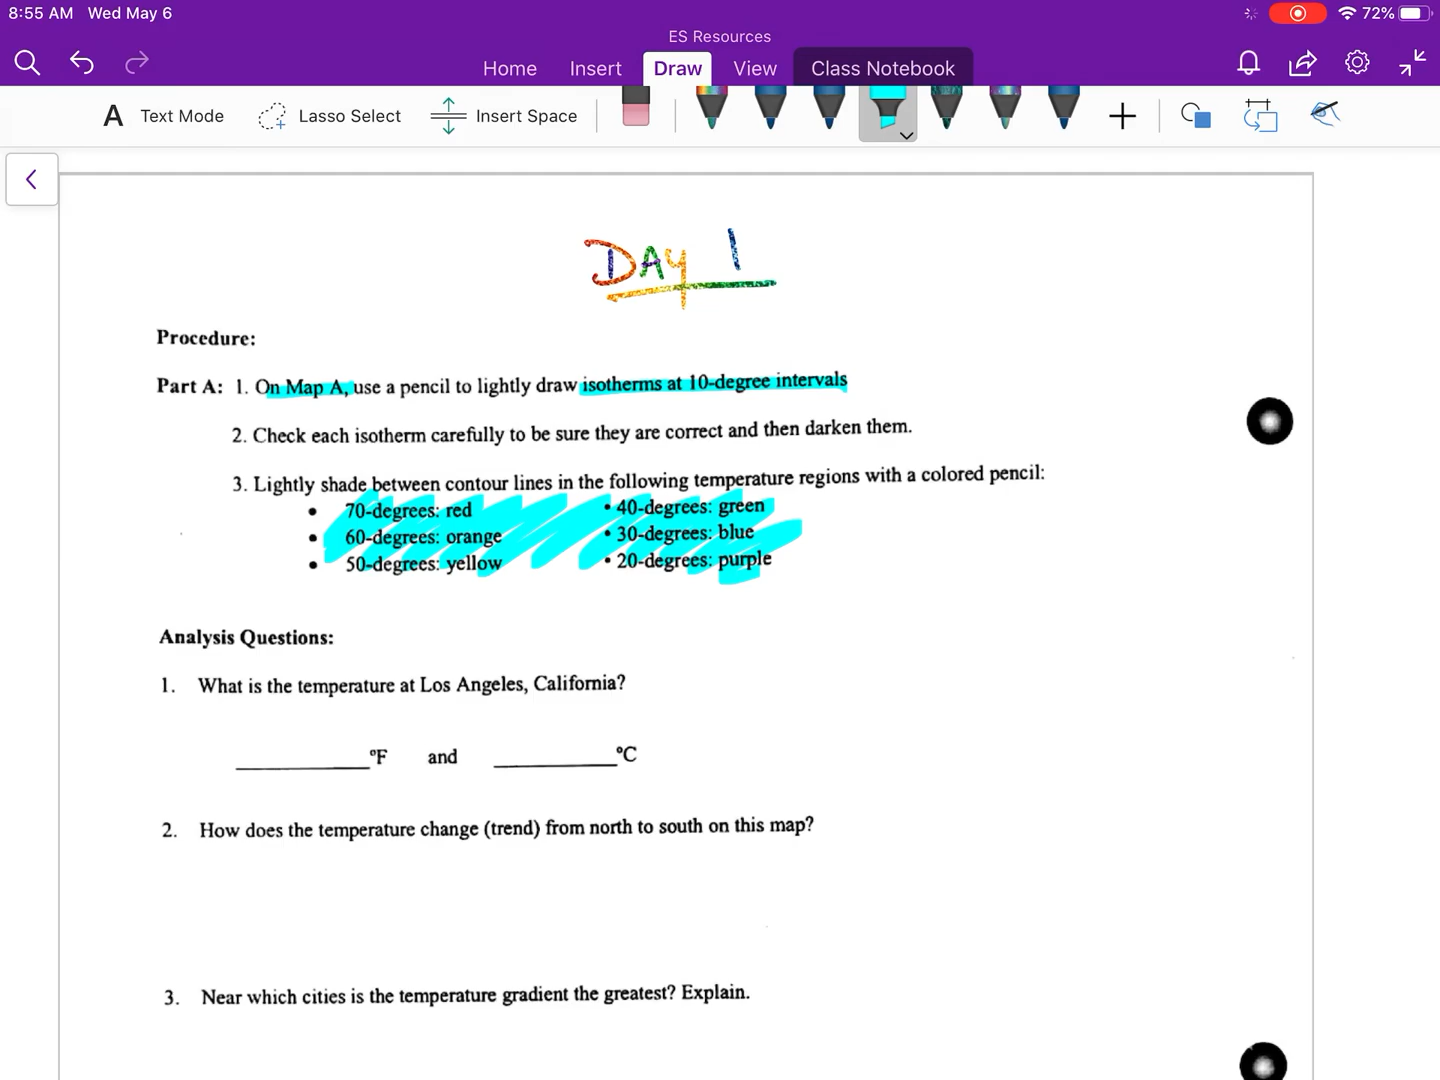 8:55 AM Wed May 6
72%
ES Resources
Home Insert Draw View Class Notebook
A Text Mode Lasso Select Insert Space
DAY 1
Procedure:
Part A: 1. On Map A, use a pencil to lightly draw isotherms at 10-degree intervals
2. Check each isotherm carefully to be sure they are correct and then darken them.
3. Lightly shade between contour lines in the following temperature regions with a colored pencil:
• 70-degrees: red • 40-degrees: green
• 60-degrees: orange • 30-degrees: blue
• 50-degrees: yellow • 20-degrees: purple
Analysis Questions:
1. What is the temperature at Los Angeles, California?
__________ºF and __________ºC
2. How does the temperature change (trend) from north to south on this map?
3. Near which cities is the temperature gradient the greatest? Explain.